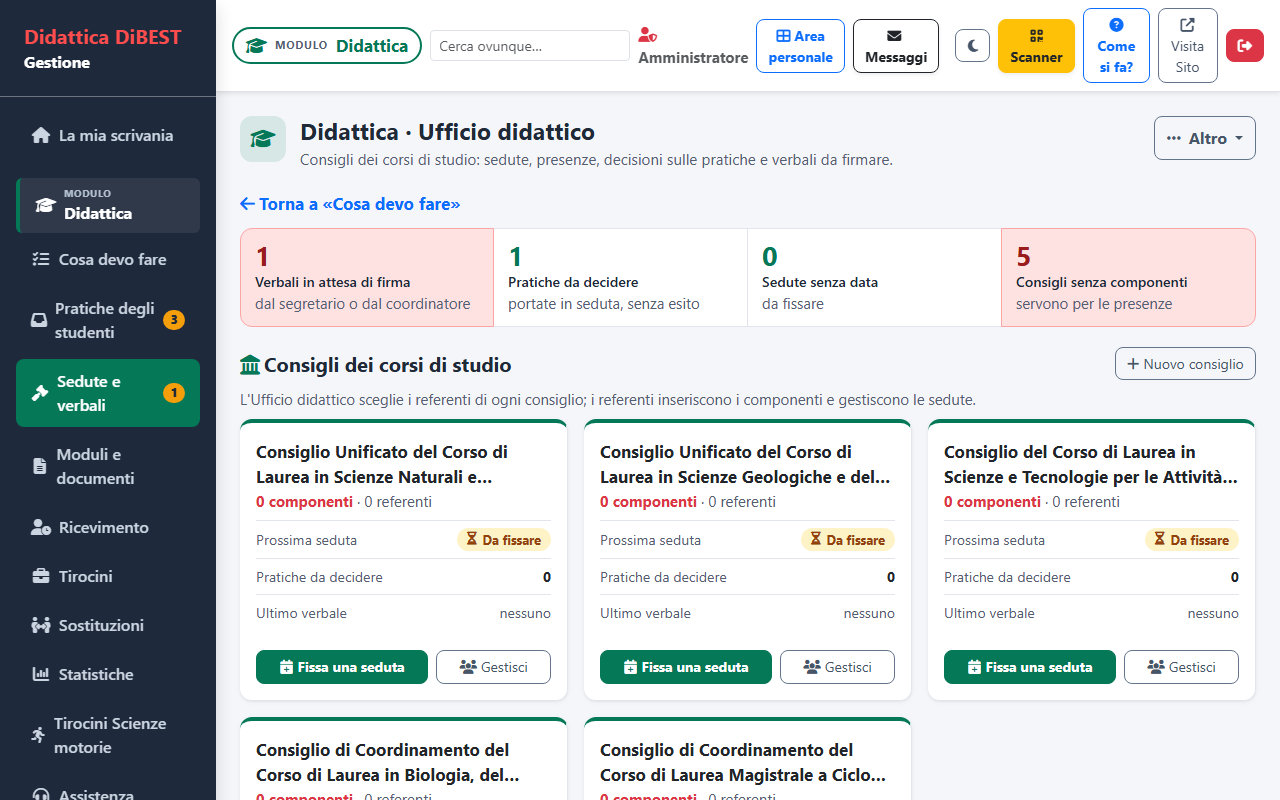 Didattica DiBEST
Gestione
La mia scrivania
MODULO
Didattica
Cosa devo fare
Pratiche degli
studenti
3
Sedute e
verbali
1
Moduli e
documenti
Ricevimento
Tirocini
Sostituzioni
Statistiche
Tirocini Scienze
motorie
Assistenza
MODULO Didattica
Cerca ovunque...
Amministratore
Area
personale
Messaggi
Scanner
Come
si fa?
Visita
Sito
Didattica · Ufficio didattico
Consigli dei corsi di studio: sedute, presenze, decisioni sulle pratiche e verbali da firmare.
Altro
Torna a «Cosa devo fare»
1
Verbali in attesa di firma
dal segretario o dal coordinatore
1
Pratiche da decidere
portate in seduta, senza esito
0
Sedute senza data
da fissare
5
Consigli senza componenti
servono per le presenze
Consigli dei corsi di studio
Nuovo consiglio
L'Ufficio didattico sceglie i referenti di ogni consiglio; i referenti inseriscono i componenti e gestiscono le sedute.
Consiglio Unificato del Corso di
Laurea in Scienze Naturali e...
0 componenti · 0 referenti
Prossima seduta Da fissare
Pratiche da decidere 0
Ultimo verbale nessuno
Fissa una seduta Gestisci
Consiglio Unificato del Corso di
Laurea in Scienze Geologiche e del...
0 componenti · 0 referenti
Prossima seduta Da fissare
Pratiche da decidere 0
Ultimo verbale nessuno
Fissa una seduta Gestisci
Consiglio del Corso di Laurea in
Scienze e Tecnologie per le Attività...
0 componenti · 0 referenti
Prossima seduta Da fissare
Pratiche da decidere 0
Ultimo verbale nessuno
Fissa una seduta Gestisci
Consiglio di Coordinamento del
Corso di Laurea in Biologia, del...
0 componenti · 0 referenti
Consiglio di Coordinamento del
Corso di Laurea Magistrale a Ciclo...
0 componenti · 0 referenti